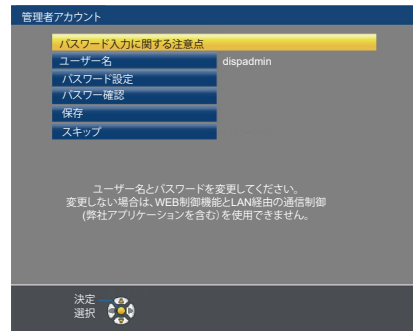 管理者アカウント
パスワード入力に関する注意点
ユーザー名 dispadmin
パスワード設定
パスワー確認
保存
スキップ
ユーザー名とパスワードを変更してください。
変更しない場合は、WEB制御機能とLAN経由の通信制御
(弊社アプリケーションを含む)を使用できません。
決定
選択